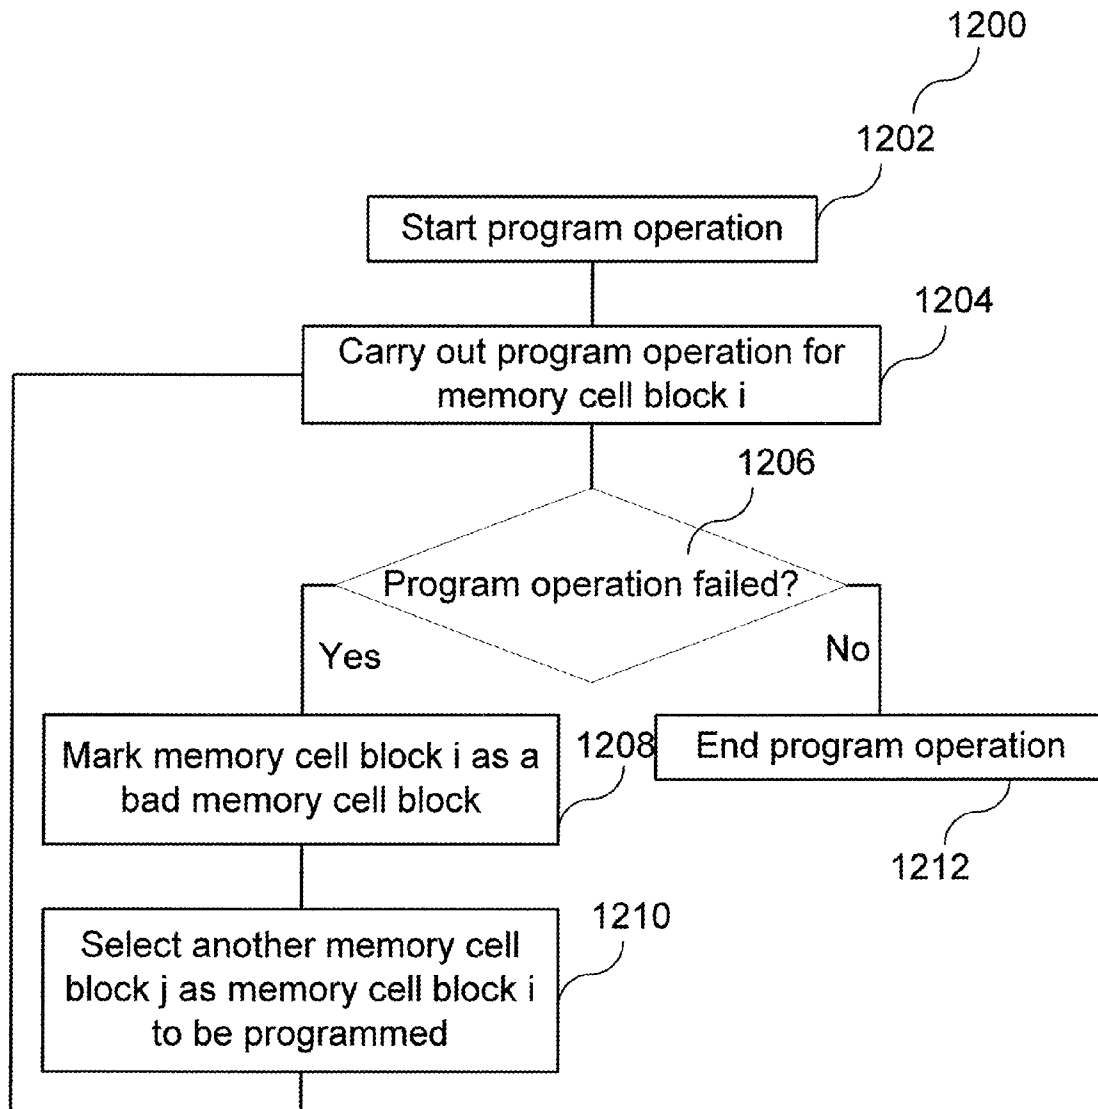 1200
1202
Start program operation
1204
Carry out program operation for
memory cell block i
1206
Program operation failed?
Yes
No
Mark memory cell block i as a
bad memory cell block
1208
End program operation
1212
1210
Select another memory cell
block j as memory cell block i
to be programmed